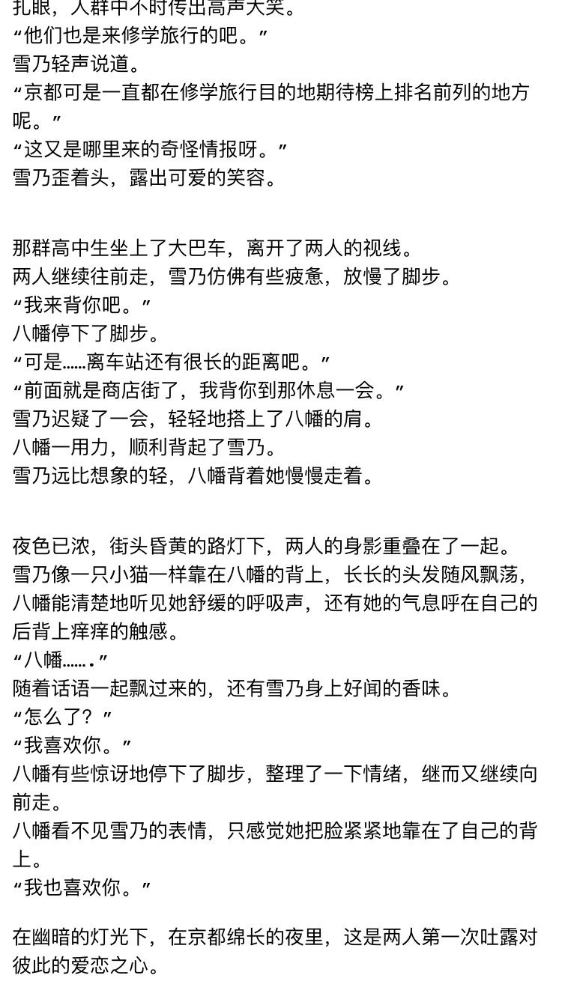 扎眼，人群中不时传出高声大笑。
“他们也是来修学旅行的吧。”
雪乃轻声说道。
“京都可是一直都在修学旅行目的地期待榜上排名前列的地方
呢。”
“这又是哪里来的奇怪情报呀。”
雪乃歪着头，露出可爱的笑容。
那群高中生坐上了大巴车，离开了两人的视线。
两人继续往前走，雪乃仿佛有些疲惫，放慢了脚步。
“我来背你吧。”
八幡停下了脚步。
“可是……离车站还有很长的距离吧。”
“前面就是商店街了，我背你到那休息一会。”
雪乃迟疑了一会，轻轻地搭上了八幡的肩。
八幡一用力，顺利背起了雪乃。
雪乃远比想象的轻，八幡背着她慢慢走着。
夜色已浓，街头昏黄的路灯下，两人的身影重叠在了一起。
雪乃像一只小猫一样靠在八幡的背上，长长的头发随风飘荡，
八幡能清楚地听见她舒缓的呼吸声，还有她的气息呼在自己的
后背上痒痒的触感。
“八幡…….”
随着话语一起飘过来的，还有雪乃身上好闻的香味。
“怎么了？”
“我喜欢你。”
八幡有些惊讶地停下了脚步，整理了一下情绪，继而又继续向
前走。
八幡看不见雪乃的表情，只感觉她把脸紧紧地靠在了自己的背
上。
“我也喜欢你。”
在幽暗的灯光下，在京都绵长的夜里，这是两人第一次吐露对
彼此的爱恋之心。